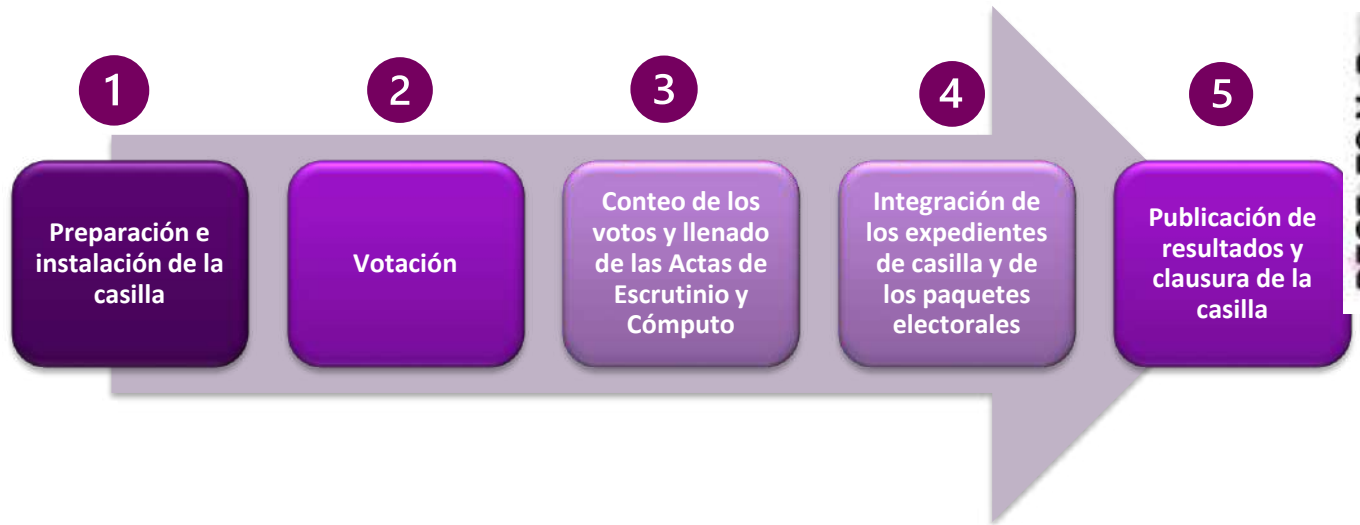 1
2
3
4
5
Preparación e
instalación de la
casilla
Votación
Conteo de los
votos y llenado
de las Actas de
Escrutinio y
Cómputo
Integración de
los expedientes
de casilla y de
los paquetes
electorales
Publicación de
resultados y
clausura de la
casilla